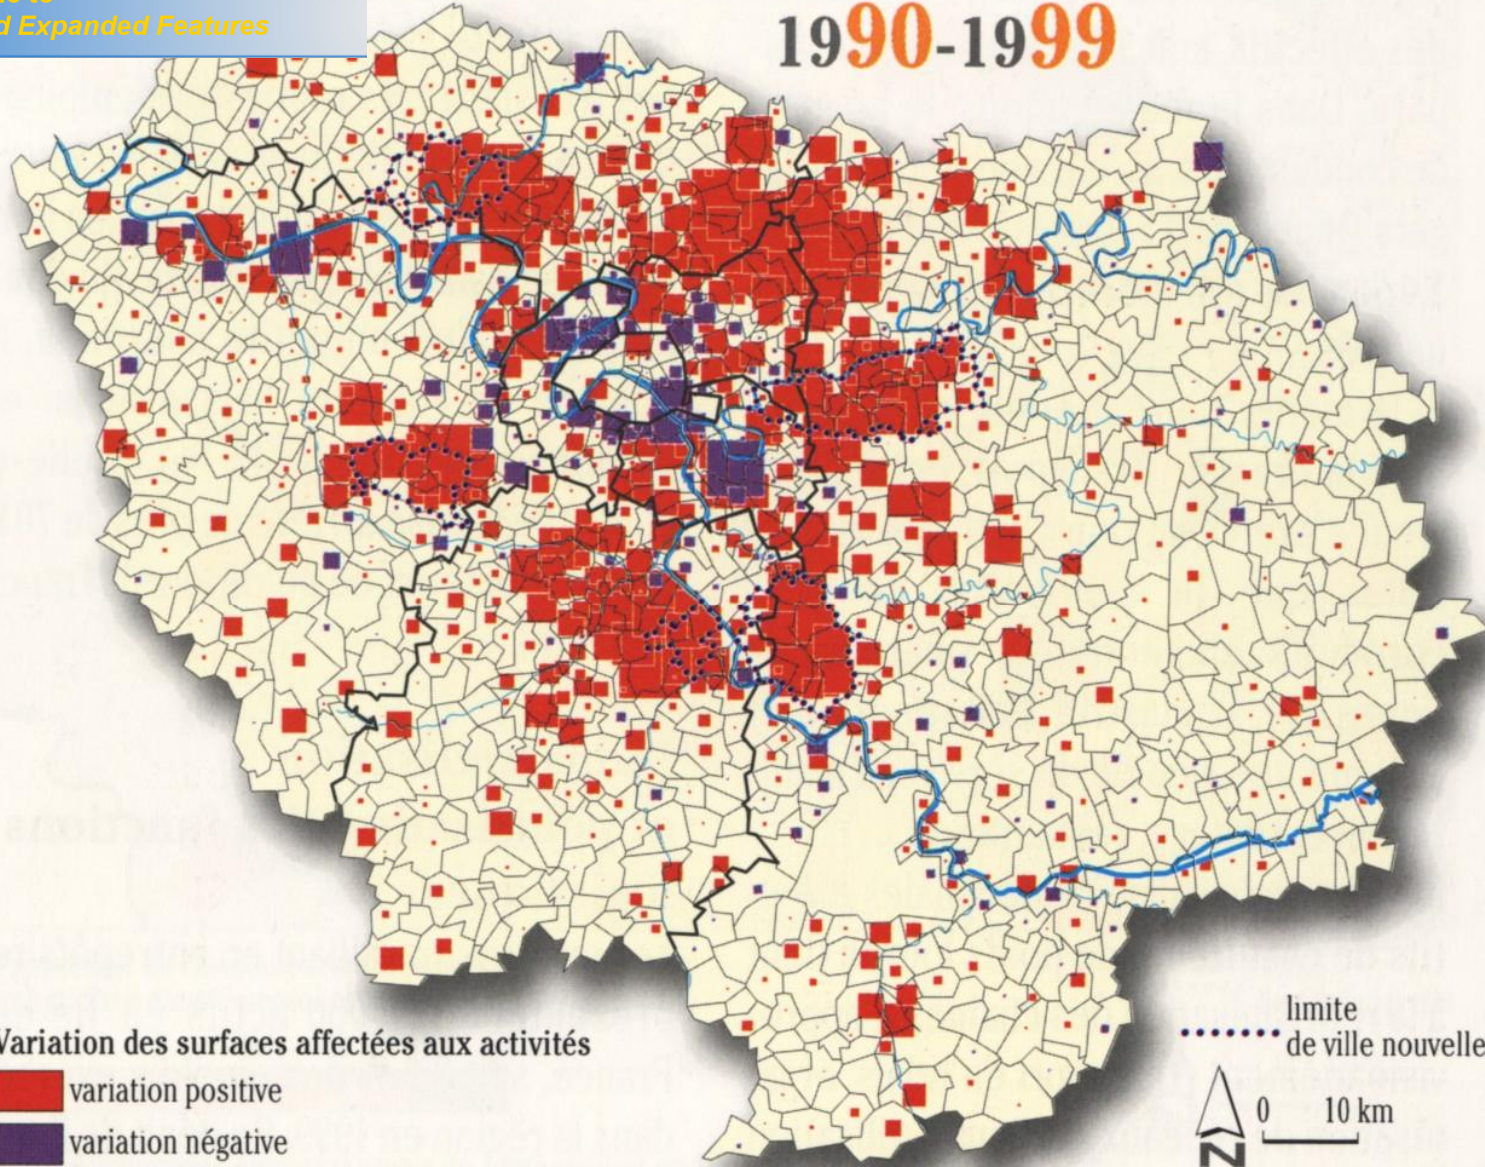 d Expanded Features
1990-1999
Variation des surfaces affectées aux activités
variation positive
variation négative
limite
de ville nouvelle
0 10 km
N